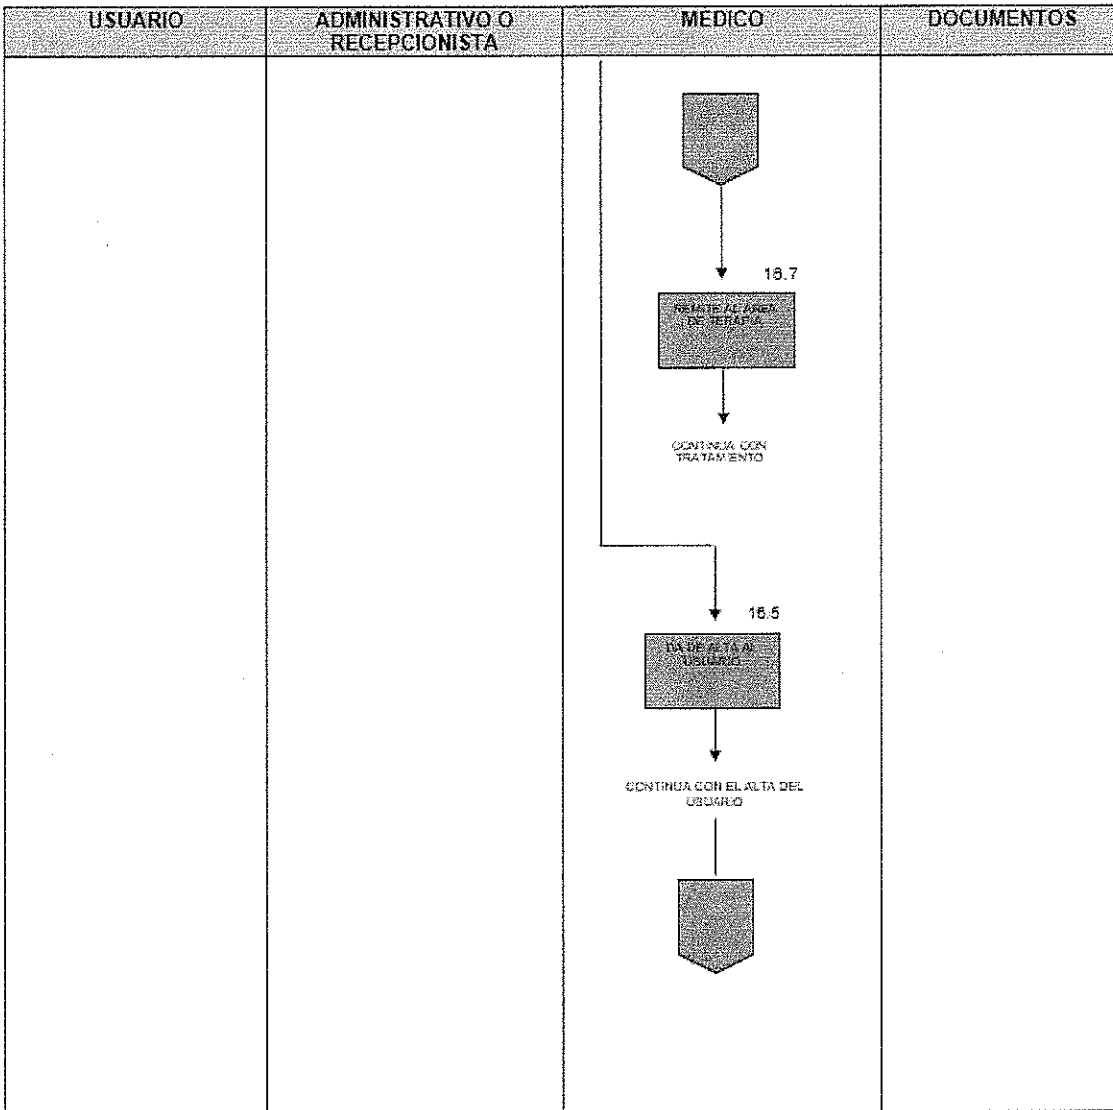 USUARIO
ADMINISTRATIVO O
RECEPCIONISTA
MEDICO
DOCUMENTOS
16.7
REMITE AL AREA
DE TERAPIA
CONTINUA CON
TRATAMIENTO
16.5
DA DE ALTA AL
USUARIO
CONTINUA CON EL ALTA DEL
USUARIO